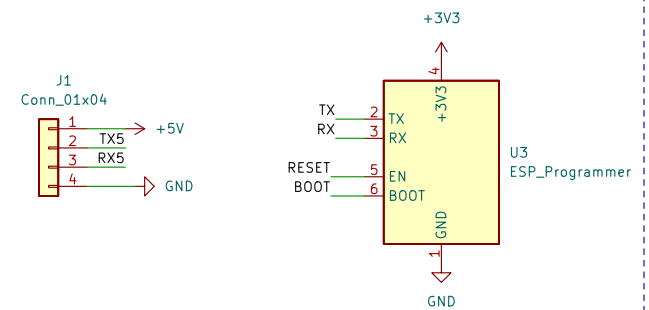 J1
Conn_01x04
1
+5V
2
TX5
3
RX5
4
GND
+3V3
4
+3V3
TX
2
TX
RX
3
RX
RESET
5
EN
BOOT
6
BOOT
U3
ESP_Programmer
GND
1
GND